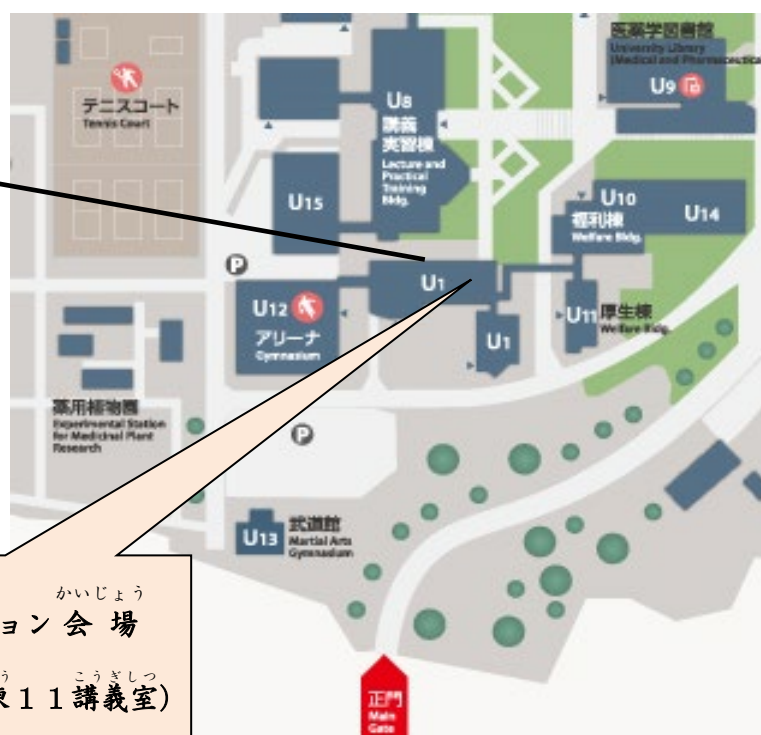 医薬学図書館
University Library
(Medical and Pharmaceutica
U9
テニスコート
Tennis Court
U8
講義
実習棟
Lecture and
Practical
Training
Bldg.
U15
U10
福利棟
Welfare Bldg.
U14
P
U1
U12
アリーナ
Gymnasium
U1
U11
厚生棟
Welfare Bldg.
薬用植物園
Experimental Station
for Medicinal Plant
Research
P
U13
武道館
Martial Arts
Gymnasium
かいじょう
ョン会場
う こうぎしつ
棟11講義室)
正門
Main
Gate